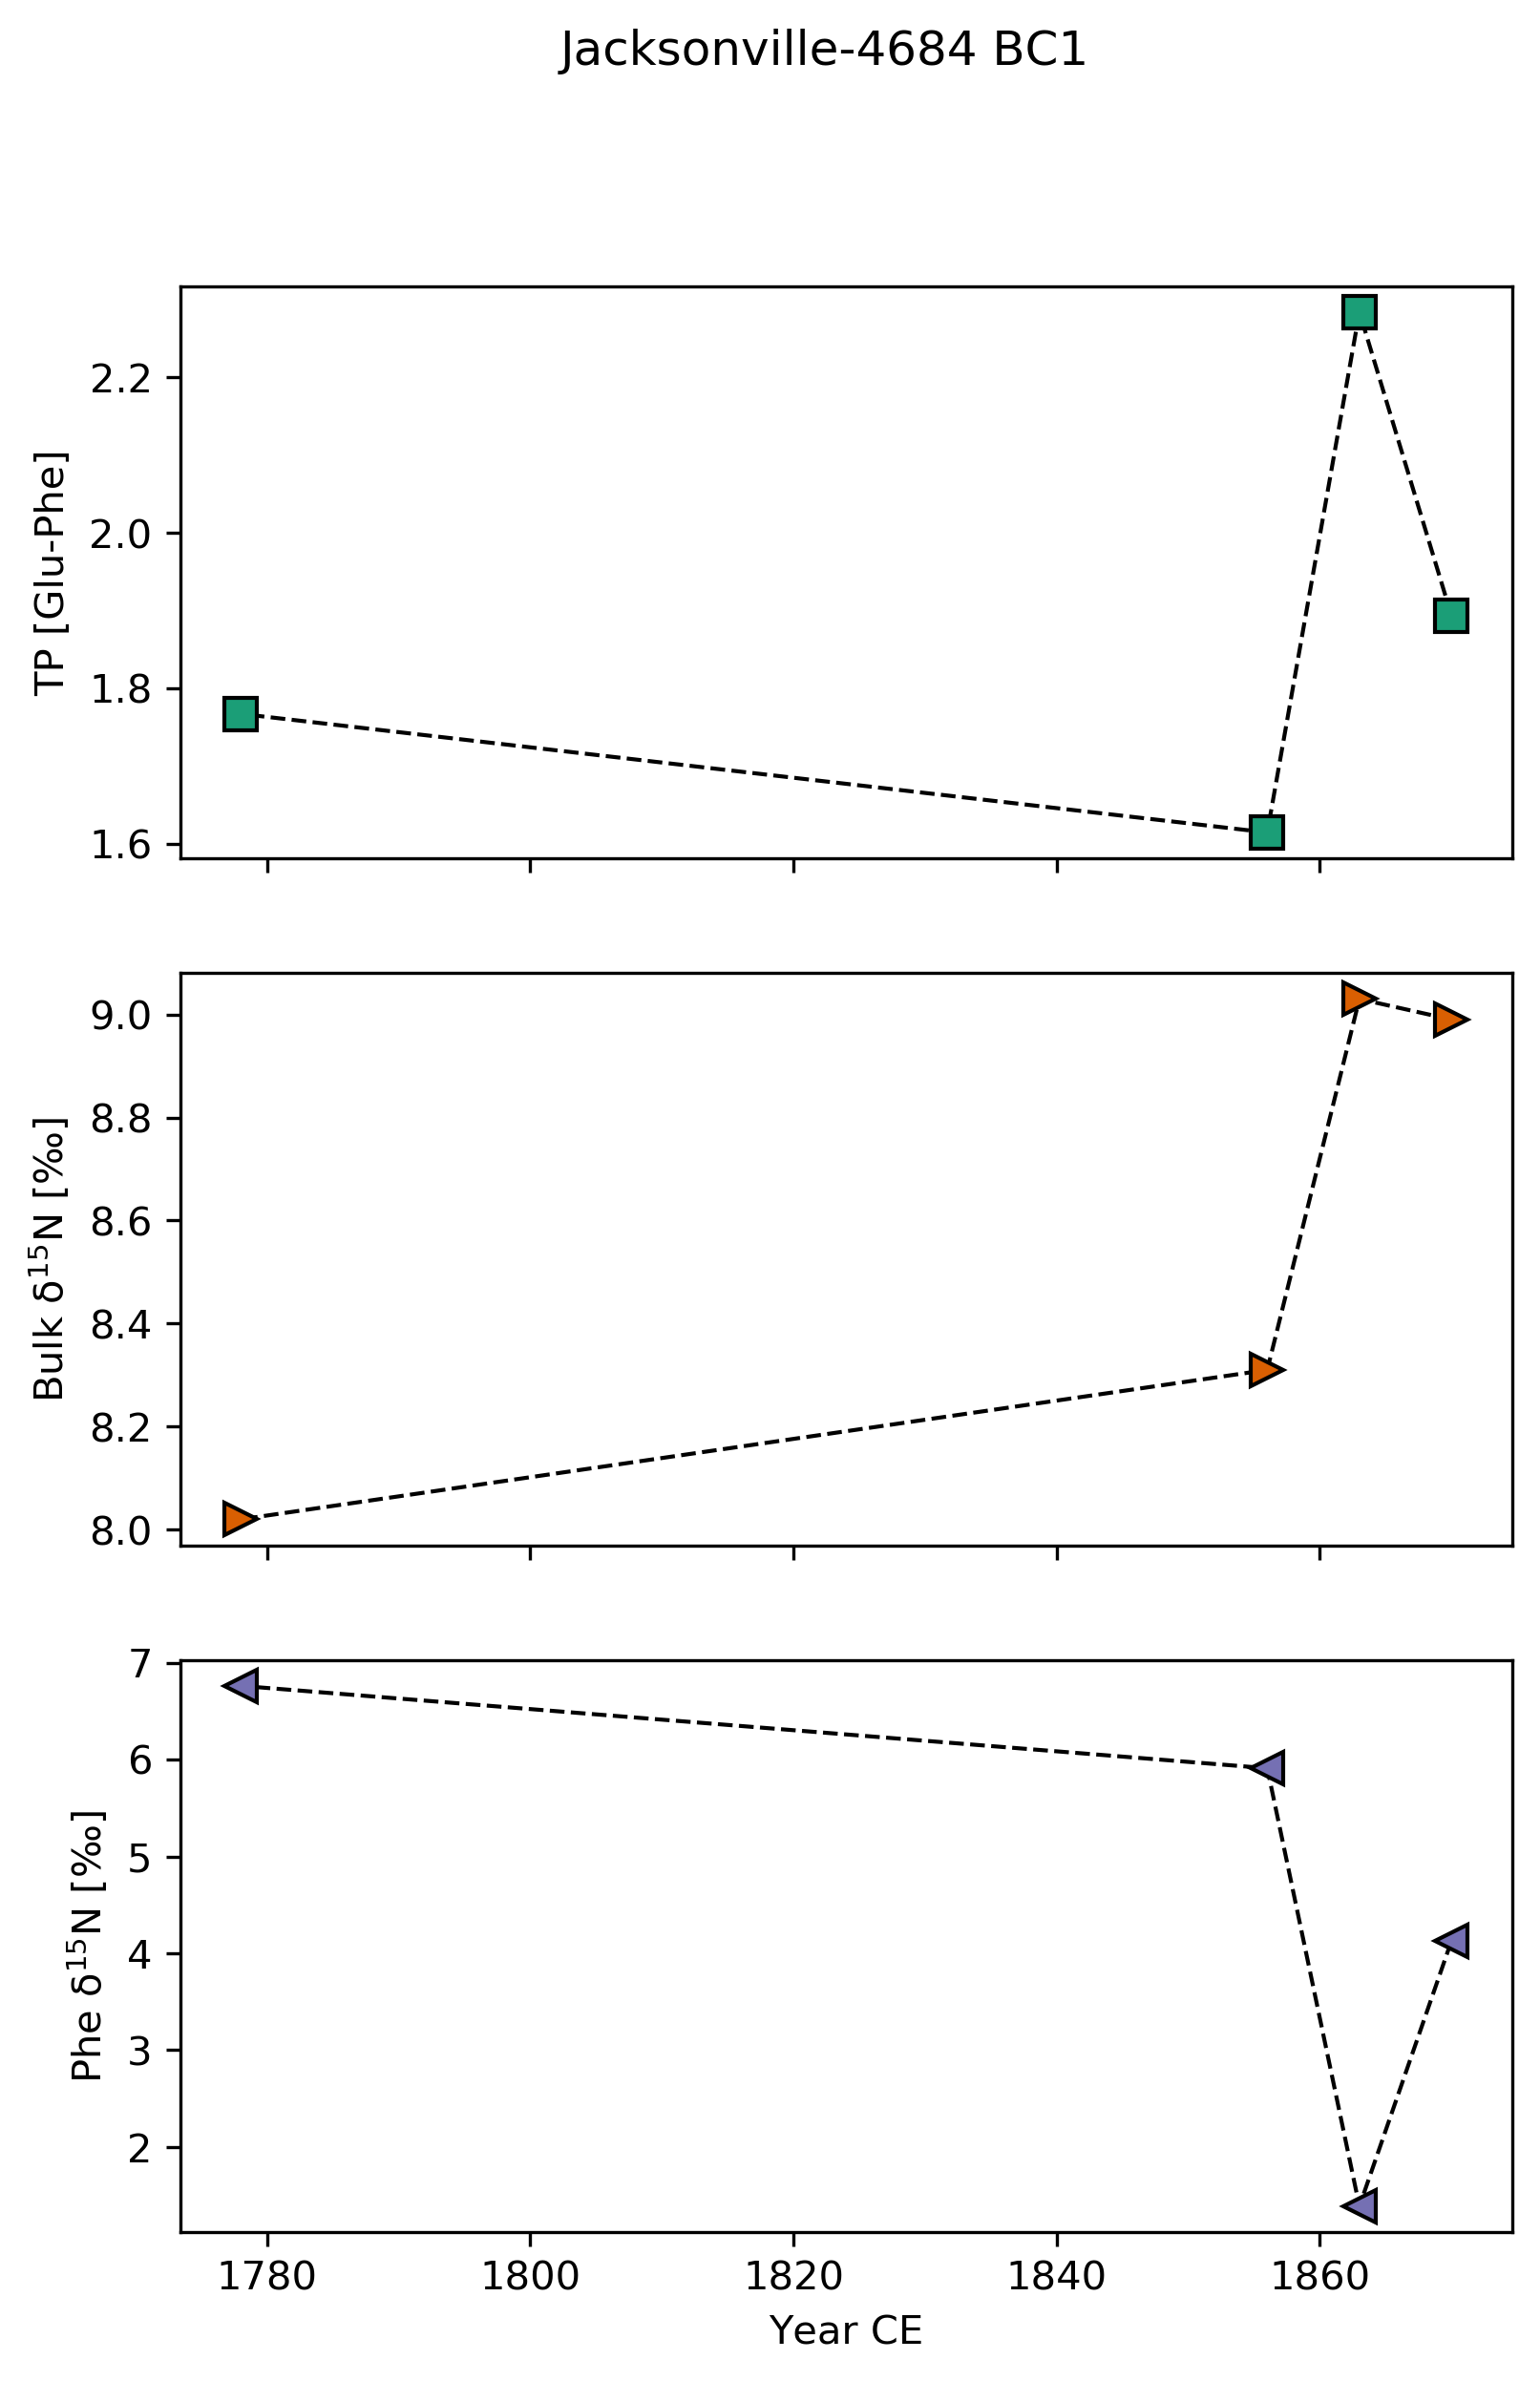 Jacksonville-4684 BC1
TP [Glu-Phe]
2.2
2.0
1.8
1.6
Bulk δ¹⁵N [‰]
9.0
8.8
8.6
8.4
8.2
8.0
Phe δ¹⁵N [‰]
7
6
5
4
3
2
1780 1800 1820 1840 1860
Year CE